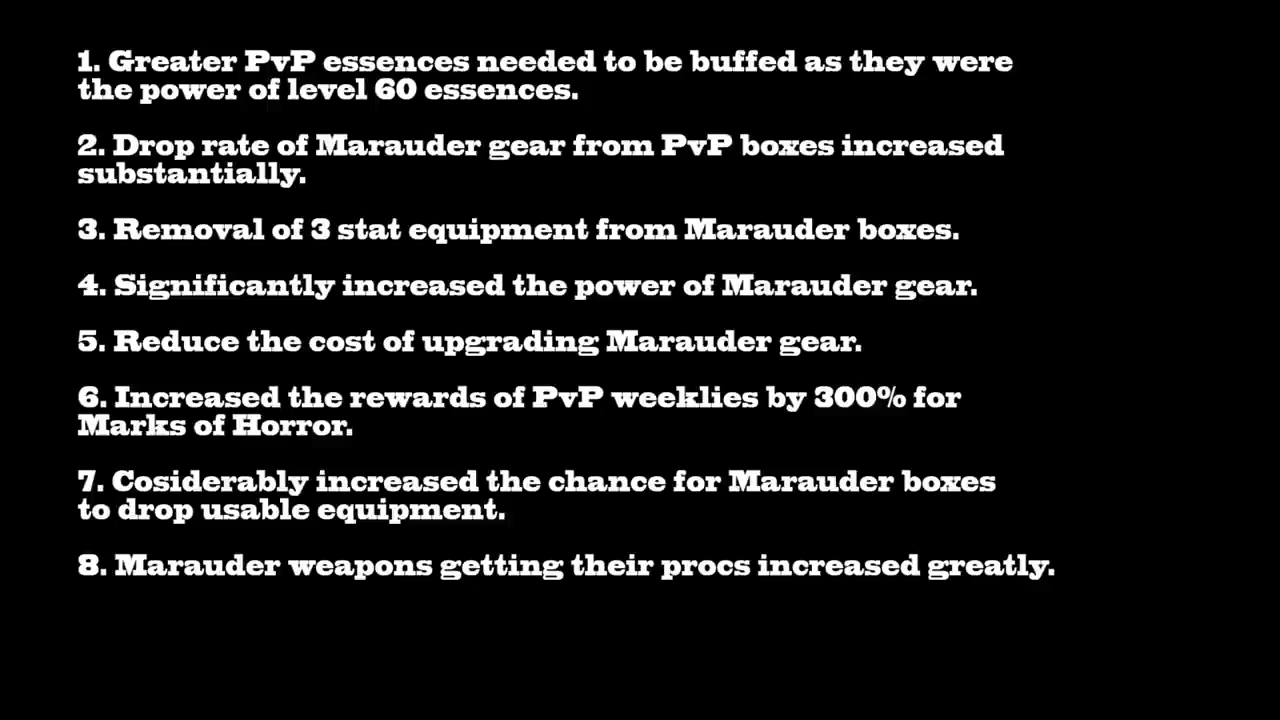 1. Greater PvP essences needed to be buffed as they were
the power of level 60 essences.
2. Drop rate of Marauder gear from PvP boxes increased
substantially.
3. Removal of 3 stat equipment from Marauder boxes.
4. Significantly increased the power of Marauder gear.
5. Reduce the cost of upgrading Marauder gear.
6. Increased the rewards of PvP weeklies by 300% for
Marks of Horror.
7. Cosiderably increased the chance for Marauder boxes
to drop usable equipment.
8. Marauder weapons getting their procs increased greatly.